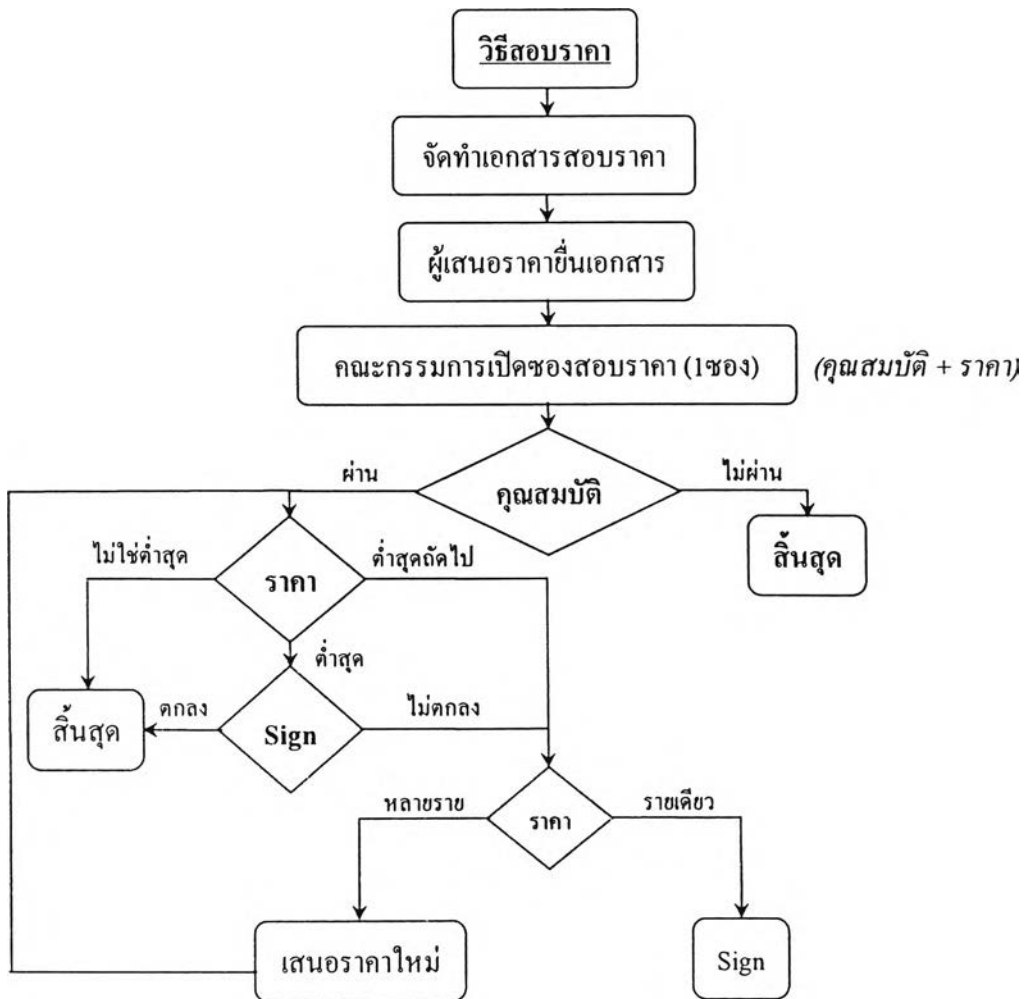 วิธีสอบราคา
จัดทำเอกสารสอบราคา
ผู้เสนอราคายื่นเอกสาร
คณะกรรมการเปิดซองสอบราคา (1ซอง)
(คุณสมบัติ + ราคา)
ผ่าน
คุณสมบัติ
ไม่ผ่าน
สิ้นสุด
ไม่ใช่ต่ำสุด
ราคา
ต่ำสุดถัดไป
ต่ำสุด
สิ้นสุด
ตกลง
Sign
ไม่ตกลง
หลายราย
ราคา
รายเดียว
เสนอราคาใหม่
Sign